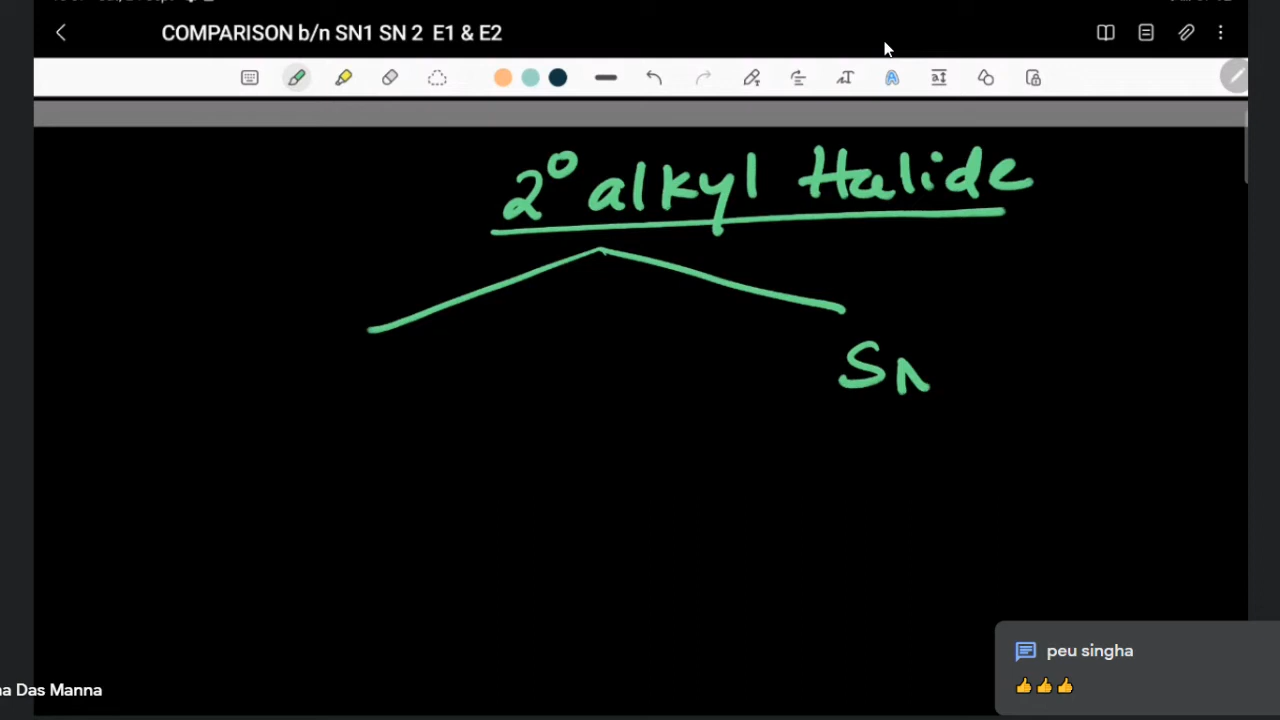 COMPARISON b/n SN1 SN 2 E1 & E2
2° alkyl Halide
SN
peu singha
👍👍👍
Das Manna